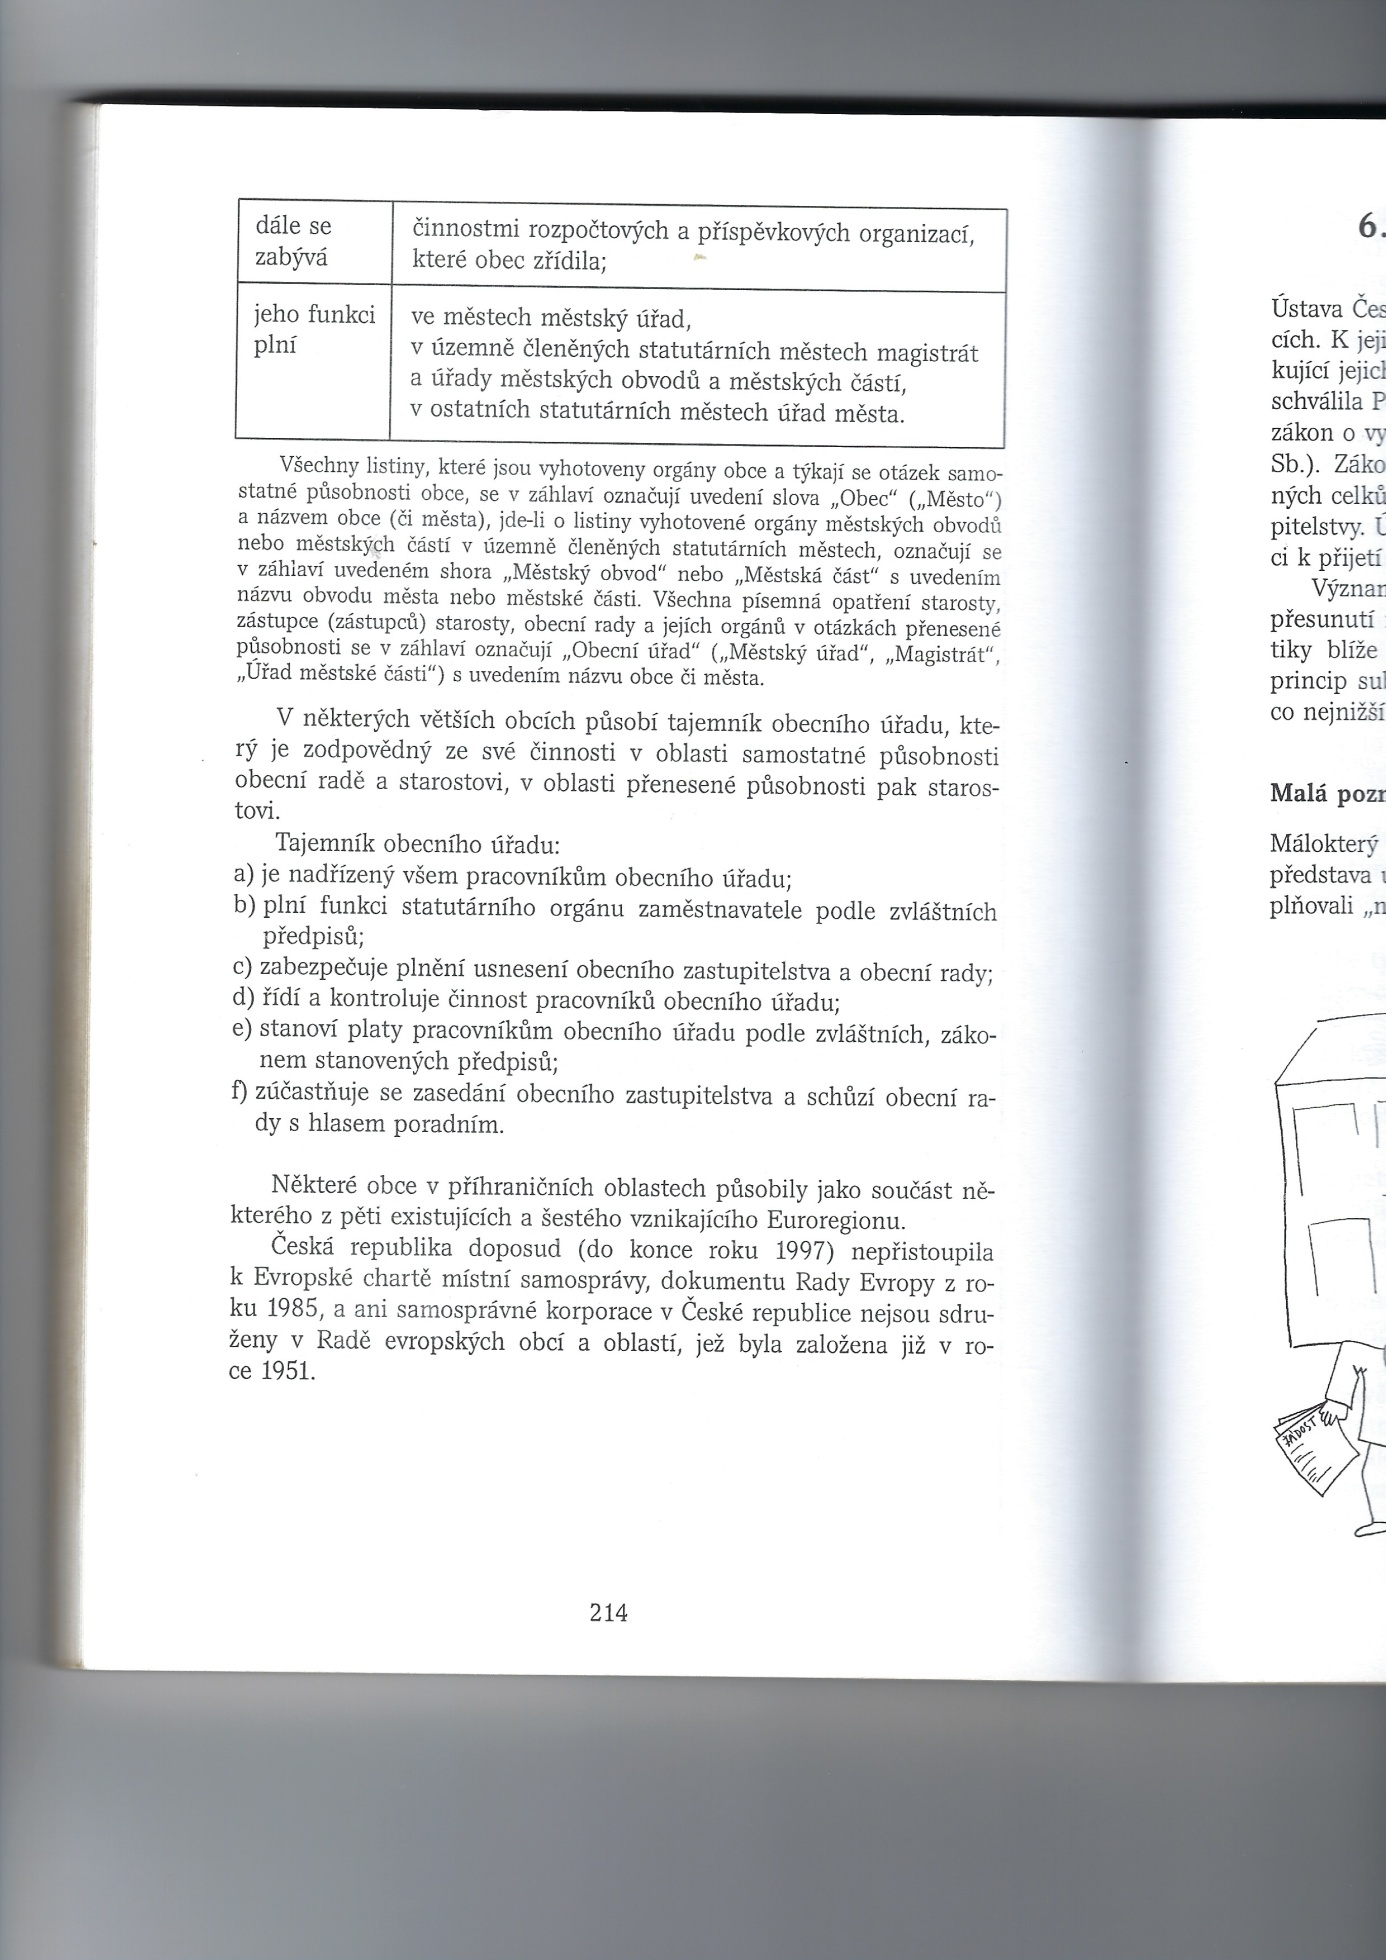 dále se
zabývá
činnostmi rozpočtových a příspěvkových organizací,
které obec zřídila;
jeho funkci
plní
ve městech městský úřad,
v územně členěných statutárních městech magistrát
a úřady městských obvodů a městských částí,
v ostatních statutárních městech úřad města.
Všechny listiny, které jsou vyhotoveny orgány obce a týkají se otázek samo-
statné působnosti obce, se v záhlaví označují uvedení slova „Obec“ („Město“)
a názvem obce (či města), jde-li o listiny vyhotovené orgány městských obvodů
nebo městských částí v územně členěných statutárních městech, označují se
v záhlaví uvedeném shora „Městský obvod“ nebo „Městská část“ s uvedením
názvu obvodu města nebo městské části. Všechna písemná opatření starosty,
zástupce (zástupců) starosty, obecní rady a jejích orgánů v otázkách přenesené
působnosti se v záhlaví označují „Obecní úřad“ („Městský úřad“, „Magistrát“,
„Úřad městské části“) s uvedením názvu obce či města.
V některých větších obcích působí tajemník obecního úřadu, kte-
rý je zodpovědný ze své činnosti v oblasti samostatné působnosti
obecní radě a starostovi, v oblasti přenesené působnosti pak staros-
tovi.
Tajemník obecního úřadu:
a) je nadřízený všem pracovníkům obecního úřadu;
b) plní funkci statutárního orgánu zaměstnavatele podle zvláštních
předpisů;
c) zabezpečuje plnění usnesení obecního zastupitelstva a obecní rady;
d) řídí a kontroluje činnost pracovníků obecního úřadu;
e) stanoví platy pracovníkům obecního úřadu podle zvláštních, záko-
nem stanovených předpisů;
f) zúčastňuje se zasedání obecního zastupitelstva a schůzí obecní ra-
dy s hlasem poradním.
Některé obce v příhraničních oblastech působily jako součást ně-
kterého z pěti existujících a šestého vznikajícího Euroregionu.
Česká republika doposud (do konce roku 1997) nepřistoupila
k Evropské chartě místní samosprávy, dokumentu Rady Evropy z ro-
ku 1985, a ani samosprávné korporace v České republice nejsou sdru-
ženy v Radě evropských obcí a oblastí, jež byla založena již v ro-
ce 1951.
214
6.
Ústava
cích. K
kující
schválila
zákon o
Sb.).
ných
pitelstvy.
ci k přijetí
přesunutí
tiky blíže
princip
co nejnižší
Malá
Málokterý
představa
plňovali
ŽÁDOST